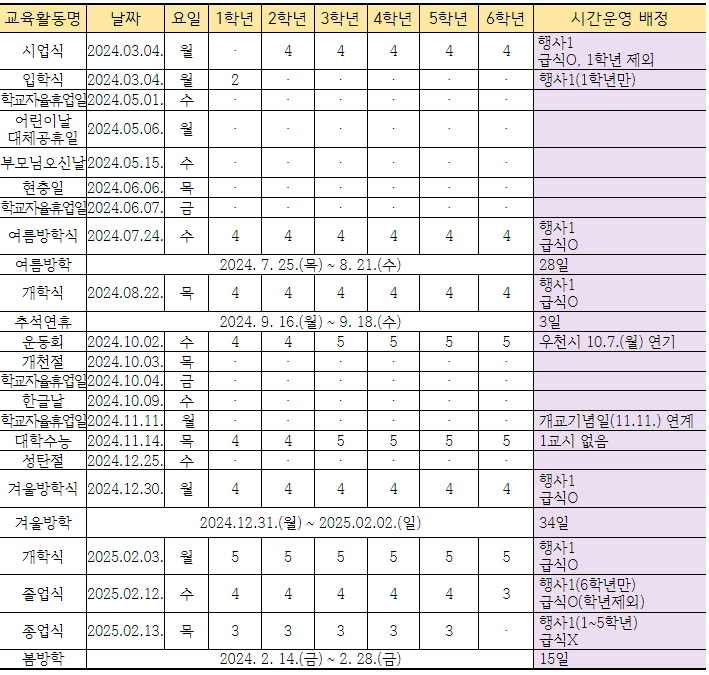 교육활동명 날짜 요일 1학년 2학년 3학년 4학년 5학년 6학년 시간운영 배정
시업식 2024.03.04. 월 · 4 4 4 4 4 행사1
급식O, 1학년 제외
입학식 2024.03.04. 월 2 · · · · · 행사1(1학년만)
학교자율휴업일 2024.05.01. 수 · · · · · ·
어린이날
대체공휴일 2024.05.06. 월 · · · · · ·
부모님오신날 2024.05.15. 수 · · · · · ·
현충일 2024.06.06. 목 · · · · · ·
학교자율휴업일 2024.06.07. 금 · · · · · ·
여름방학식 2024.07.24. 수 4 4 4 4 4 4 행사1
급식O
여름방학 2024. 7. 25.(목) ~ 8. 21.(수) 28일
개학식 2024.08.22. 목 4 4 4 4 4 4 행사1
급식O
추석연휴 2024. 9. 16.(월) ~ 9. 18.(수) 3일
운동회 2024.10.02. 수 4 4 5 5 5 5 우천시 10.7.(월) 연기
개천절 2024.10.03. 목 · · · · · ·
학교자율휴업일 2024.10.04. 금 · · · · · ·
한글날 2024.10.09. 수 · · · · · ·
학교자율휴업일 2024.11.11. 월 · · · · · · 개교기념일(11.11.) 연계
대학수능 2024.11.14. 목 4 4 5 5 5 5 1교시 없음
성탄절 2024.12.25. 수 · · · · · ·
겨울방학식 2024.12.30. 월 4 4 4 4 4 4 행사1
급식O
겨울방학 2024.12.31.(월) ~ 2025.02.02.(일) 34일
개학식 2025.02.03. 월 5 5 5 5 5 5 행사1
급식O
졸업식 2025.02.12. 수 4 4 4 4 4 3 행사1(6학년만)
급식O(학년제외)
종업식 2025.02.13. 목 3 3 3 3 3 · 행사1(1~5학년)
급식X
봄방학 2024. 2. 14.(금) ~ 2. 28.(금) 15일